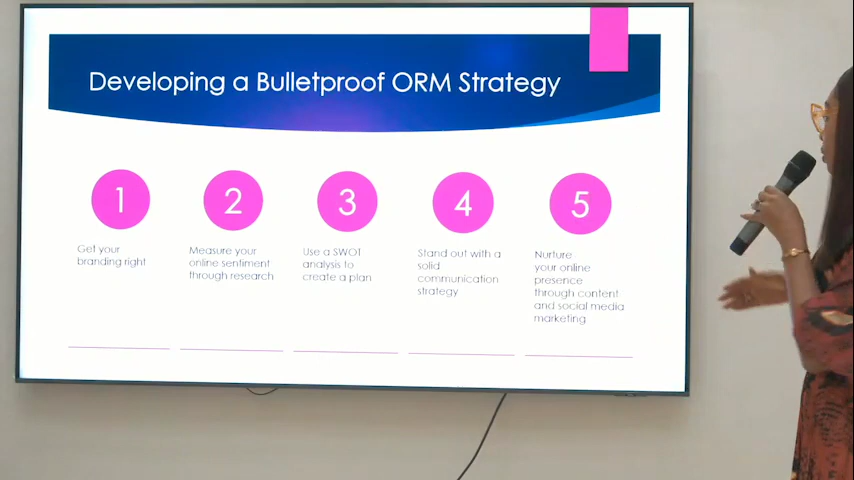 Developing a Bulletproof ORM Strategy
1
Get your
branding right
2
Measure your
online sentiment
through research
3
Use a SWOT
analysis to
create a plan
4
Stand out with a
solid
communication
strategy
5
Nurture
your online
presence
through content
and social media
marketing